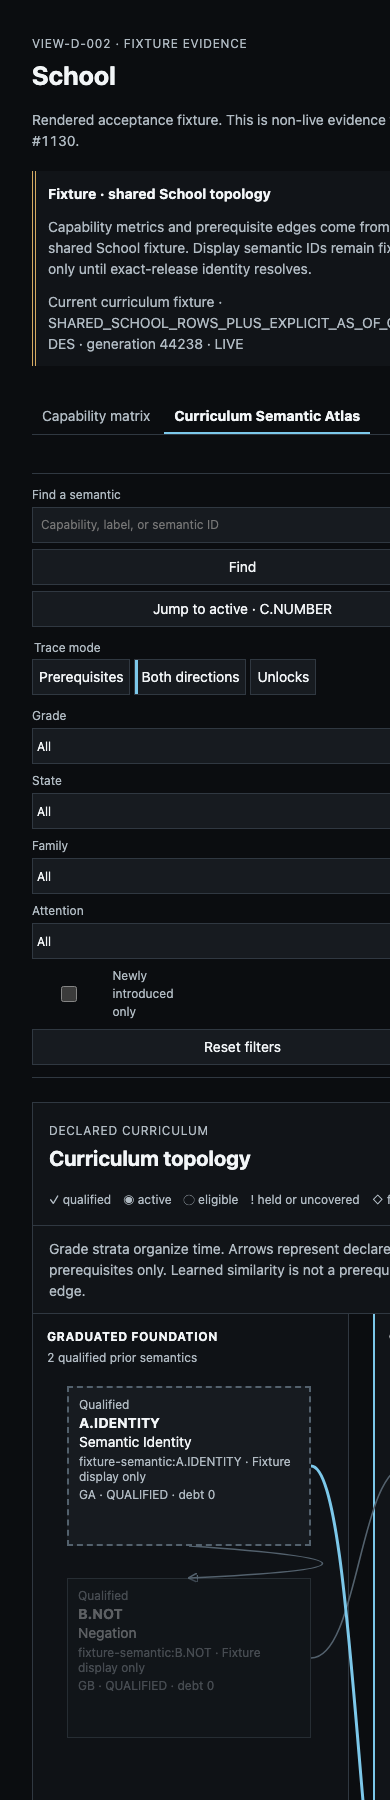 VIEW-D-002 · FIXTURE EVIDENCE
School
Rendered acceptance fixture. This is non-live evidence
#1130.
Fixture · shared School topology
Capability metrics and prerequisite edges come from
shared School fixture. Display semantic IDs remain
only until exact-release identity resolves.
Current curriculum fixture ·
SHARED_SCHOOL_ROWS_PLUS_EXPLICIT_AS_OF_
DES · generation 44238 · LIVE
Capability matrix
Curriculum Semantic Atlas
Find a semantic
Capability, label, or semantic ID
Find
Jump to active · C.NUMBER
Trace mode
Prerequisites
Both directions
Unlocks
Grade
All
State
All
Family
All
Attention
All
Newly
introduced
only
Reset filters
DECLARED CURRICULUM
Curriculum topology
✓ qualified ◉ active ◌ eligible ! held or uncovered ◇
Grade strata organize time. Arrows represent
prerequisites only. Learned similarity is not a
edge.
GRADUATED FOUNDATION
2 qualified prior semantics
Qualified
A.IDENTITY
Semantic Identity
fixture-semantic:A.IDENTITY · Fixture
display only
GA · QUALIFIED · debt 0
Qualified
B.NOT
Negation
fixture-semantic:B.NOT · Fixture
display only
GB · QUALIFIED · debt 0